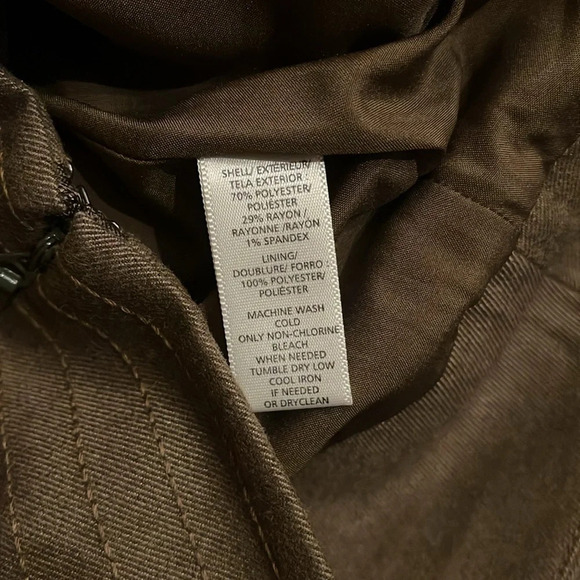 SHELL/ EXTÉRIEUR/
TELA EXTERIOR :
70% POLYESTER/
POLIÉSTER
29% RAYON /
RAYONNE /RAYÓN
1% SPANDEX
LINING/
DOUBLURE/ FORRO :
100% POLYESTER/
POLIÉSTER
MACHINE WASH
COLD
ONLY NON-CHLORINE
BLEACH
WHEN NEEDED
TUMBLE DRY LOW
COOL IRON
IF NEEDED
OR DRYCLEAN